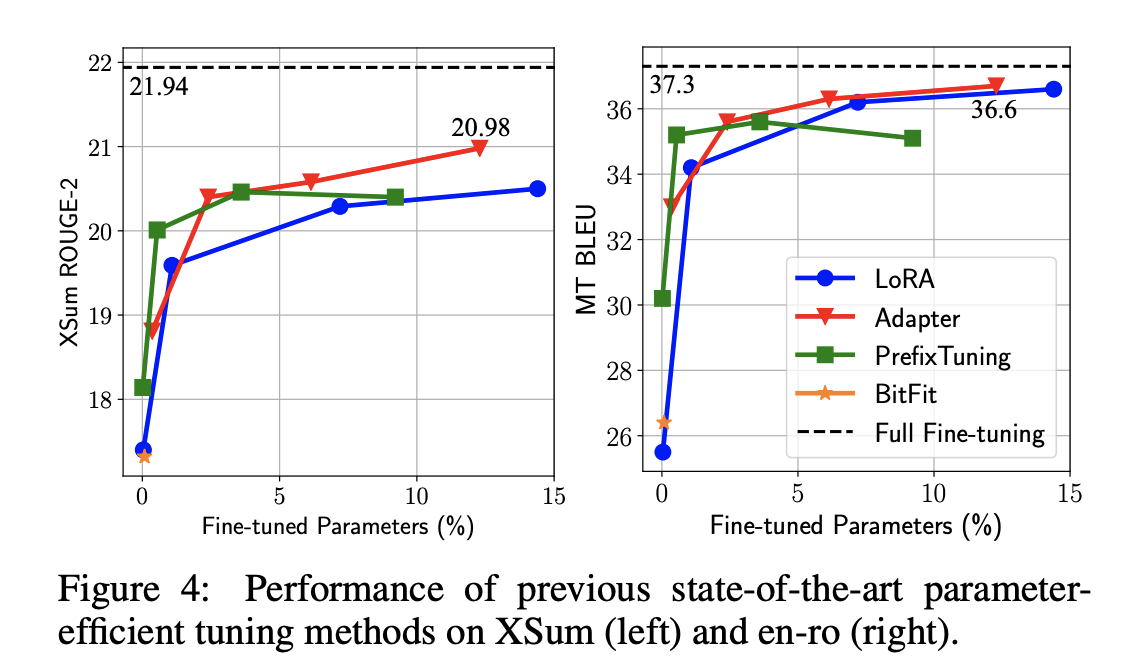 22
21.94
21
20.98
20
19
18
XSum ROUGE-2
0 5 10 15
Fine-tuned Parameters (%)
37.3
36
36.6
34
32
30
28
26
MT BLEU
LoRA
Adapter
PrefixTuning
BitFit
Full Fine-tuning
0 5 10 15
Fine-tuned Parameters (%)
Figure 4: Performance of previous state-of-the-art parameter-
efficient tuning methods on XSum (left) and en-ro (right).